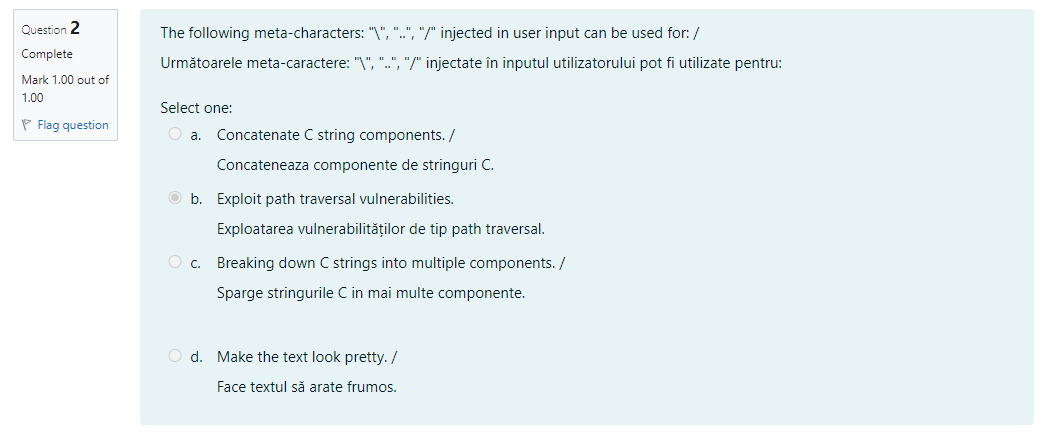 Question 2
Complete
Mark 1.00 out of
1.00
Flag question
The following meta-characters: "\", "..", "/" injected in user input can be used for: /
Următoarele meta-caractere: "\", "..", "/" injectate în inputul utilizatorului pot fi utilizate pentru:
Select one:
a. Concatenate C string components. /
Concateneaza componente de stringuri C.
b. Exploit path traversal vulnerabilities.
Exploatarea vulnerabilităților de tip path traversal.
c. Breaking down C strings into multiple components. /
Sparge stringurile C in mai multe componente.
d. Make the text look pretty. /
Face textul să arate frumos.